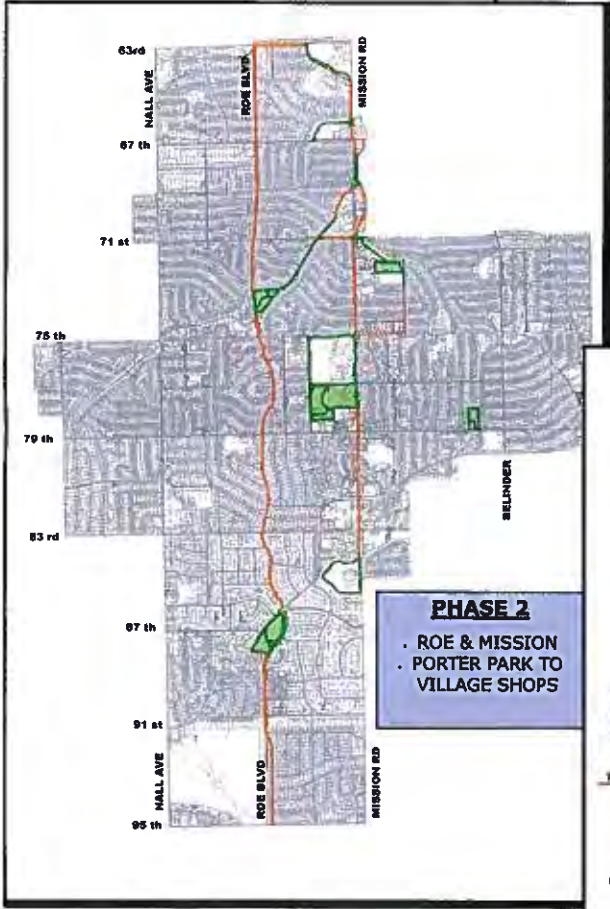 63rd
NALL AVE
ROE BLVD
MISSION RD
67 th
71 st
75 th
79 th
BELINDER
83 rd
PHASE 2
. ROE & MISSION
. PORTER PARK TO
VILLAGE SHOPS
87 th
91 st
NALL AVE
ROE BLVD
MISSION RD
95 th